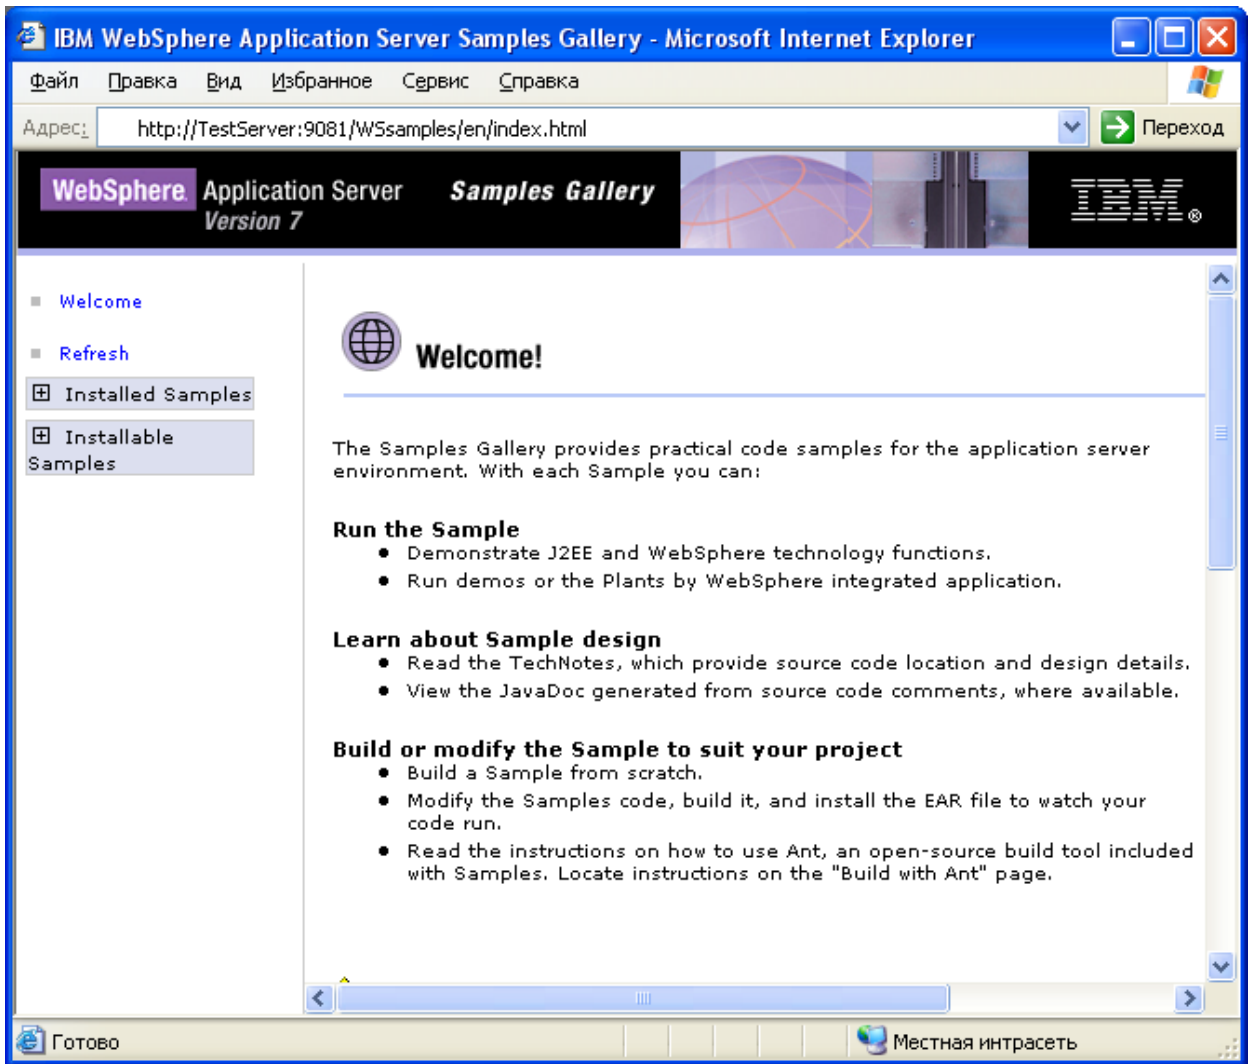 IBM WebSphere Application Server Samples Gallery - Microsoft Internet Explorer
Файл Правка Вид Избранное Сервис Справка
Адрес: http://TestServer:9081/WSsamples/en/index.html Переход
WebSphere. Application Server Samples Gallery IBM®
Version 7
Welcome
Refresh
Installed Samples
Installable
Samples
Welcome!
The Samples Gallery provides practical code samples for the application server
environment. With each Sample you can:
Run the Sample
• Demonstrate J2EE and WebSphere technology functions.
• Run demos or the Plants by WebSphere integrated application.
Learn about Sample design
• Read the TechNotes, which provide source code location and design details.
• View the JavaDoc generated from source code comments, where available.
Build or modify the Sample to suit your project
• Build a Sample from scratch.
• Modify the Samples code, build it, and install the EAR file to watch your
code run.
• Read the instructions on how to use Ant, an open-source build tool included
with Samples. Locate instructions on the "Build with Ant" page.
Готово Местная интрасеть